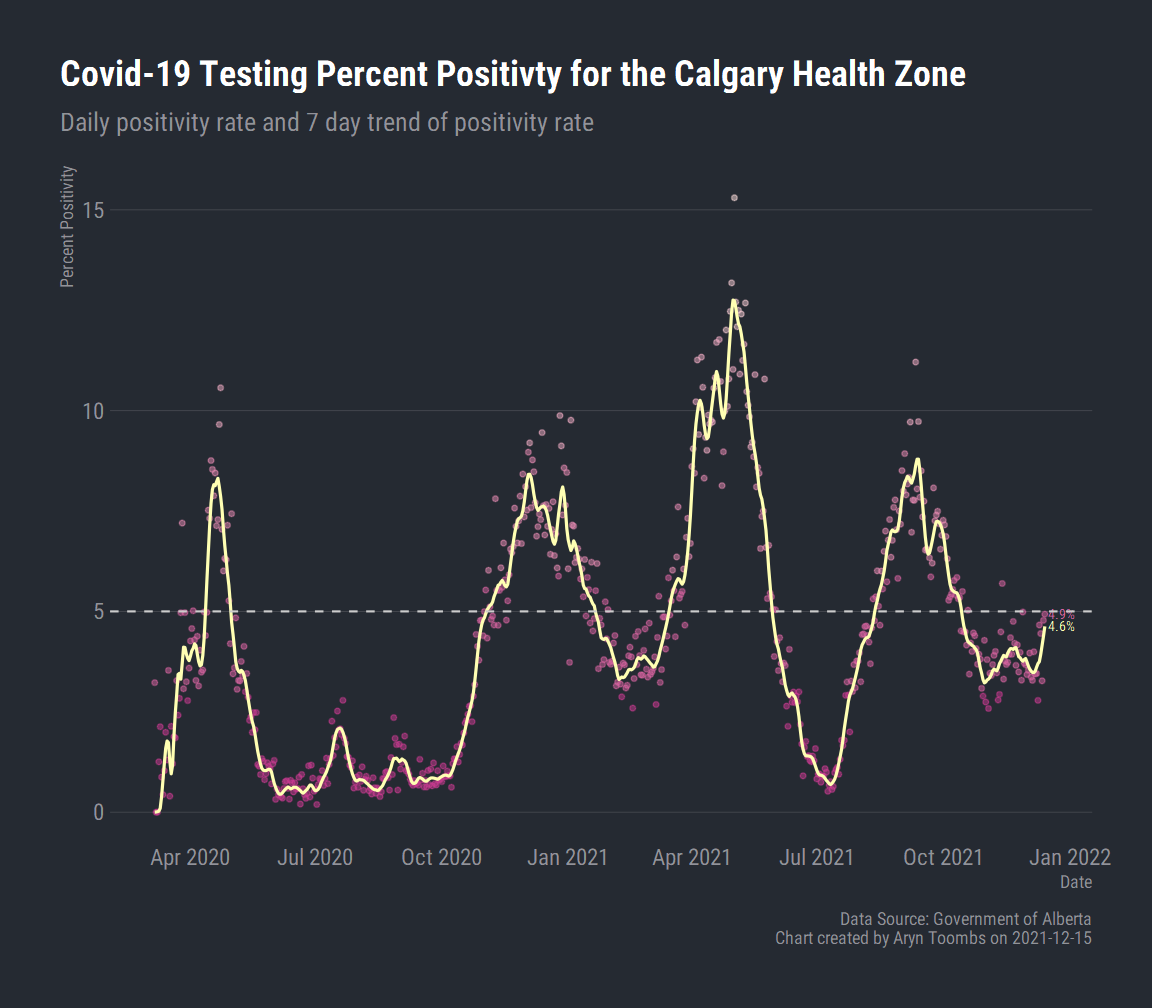 Covid-19 Testing Percent Positivty for the Calgary Health Zone
Daily positivity rate and 7 day trend of positivity rate
Percent Positivity
15
10
5
0
4.9%
4.6%
Apr 2020 Jul 2020 Oct 2020 Jan 2021 Apr 2021 Jul 2021 Oct 2021 Jan 2022
Date
Data Source: Government of Alberta
Chart created by Aryn Toombs on 2021-12-15